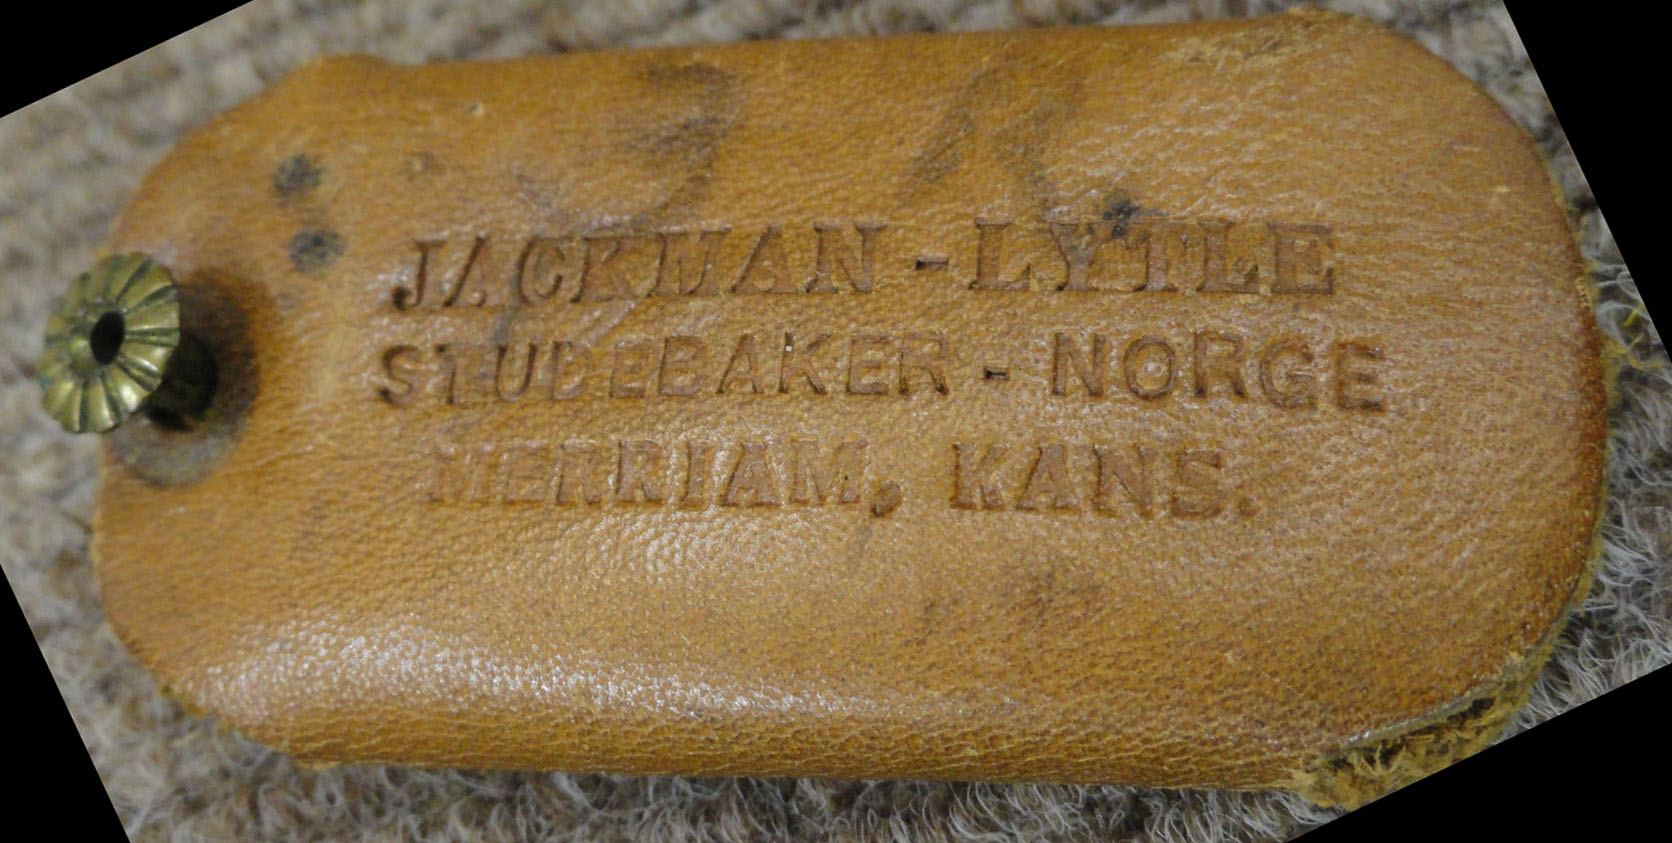 JACKMAN - LYTLE
STUDEBAKER - NORGE
MERRIAM, KANS.